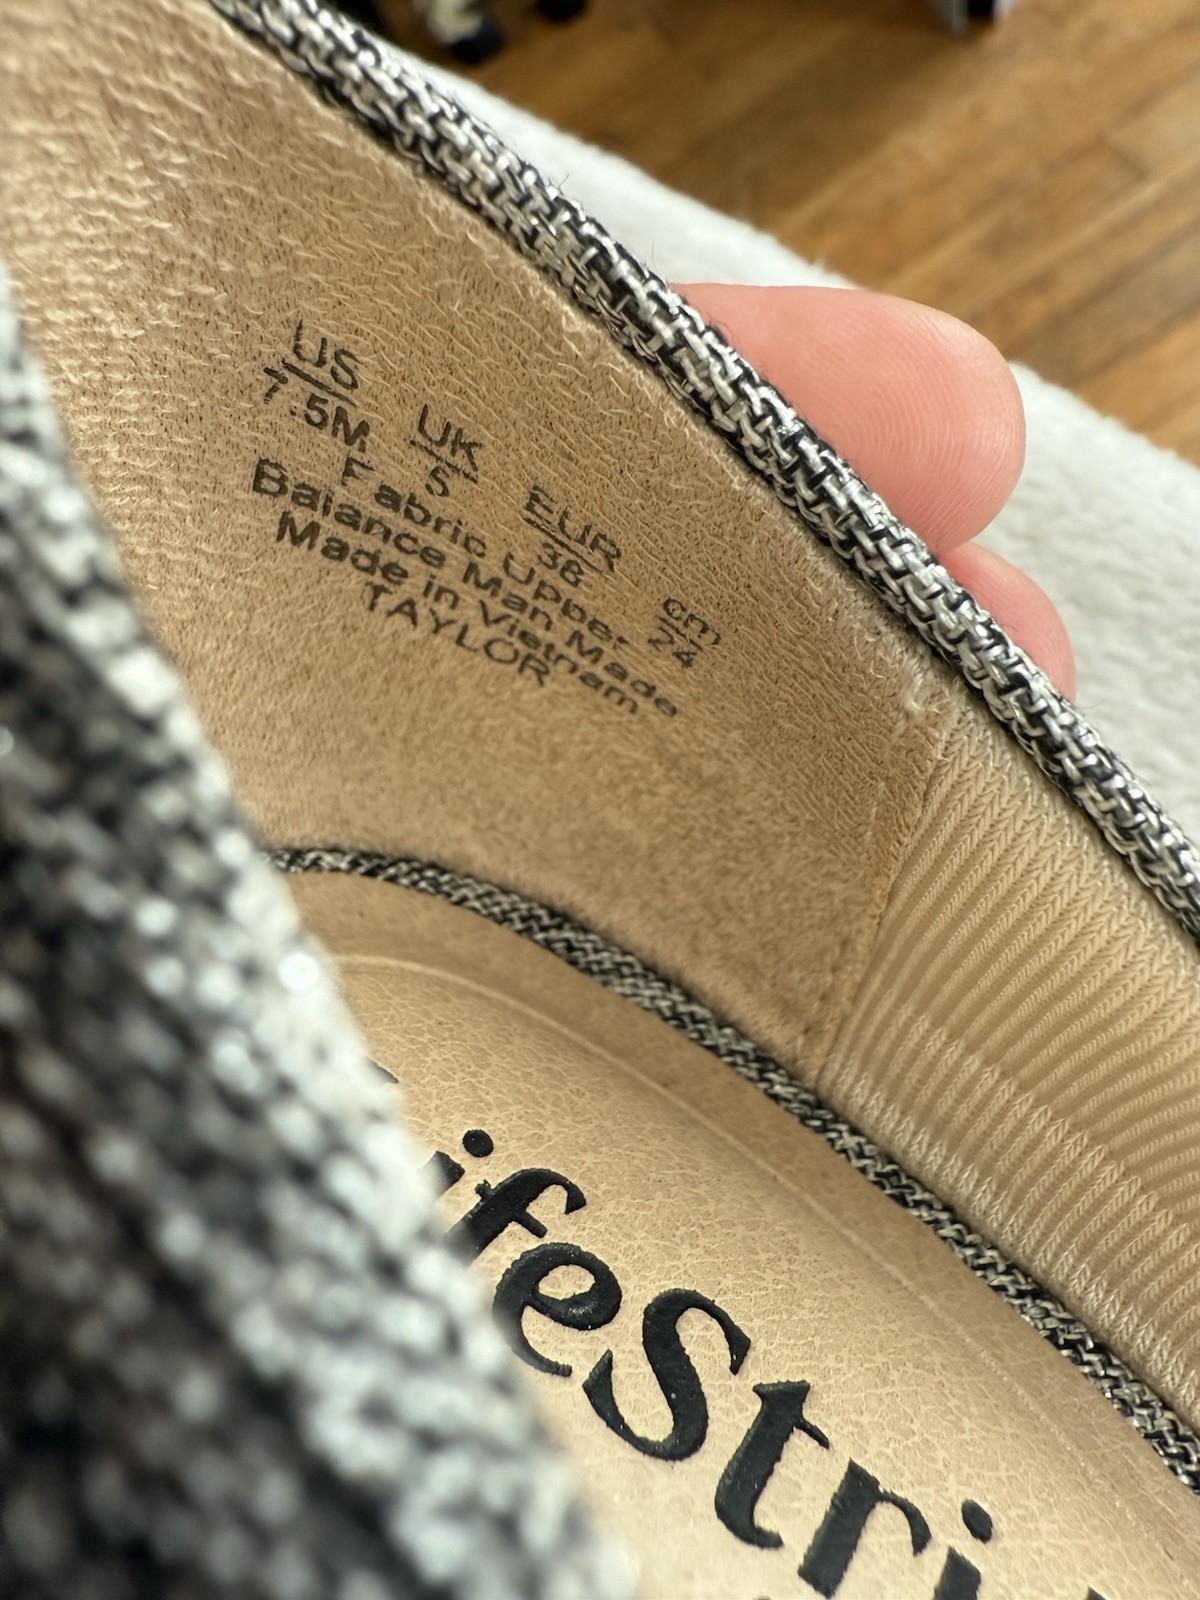 US UK EUR cm
7.5M 5 38 24
Fabric Upper
Balance Man Made
Made in Vietnam
TAYLOR
ifeStri